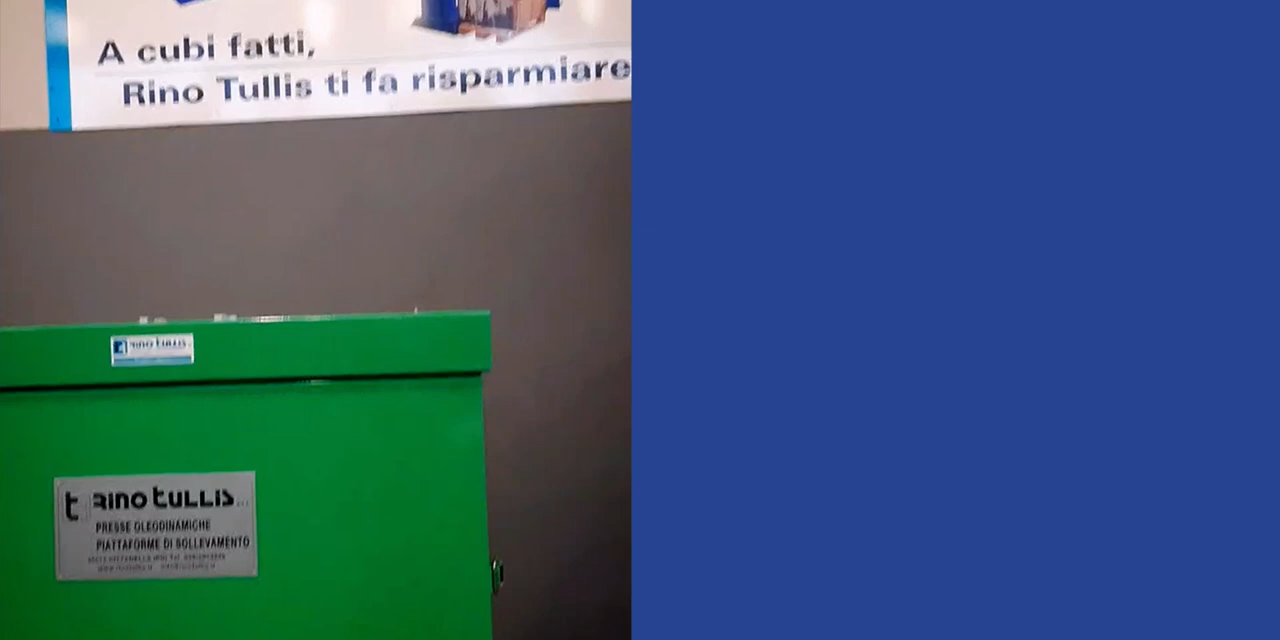 A cubi fatti,
Rino Tullis ti fa risparmiare
RINO tULLIS
t RINO tULLIS
PRESSE OLEODINAMICHE
PIATTAFORME DI SOLLEVAMENTO